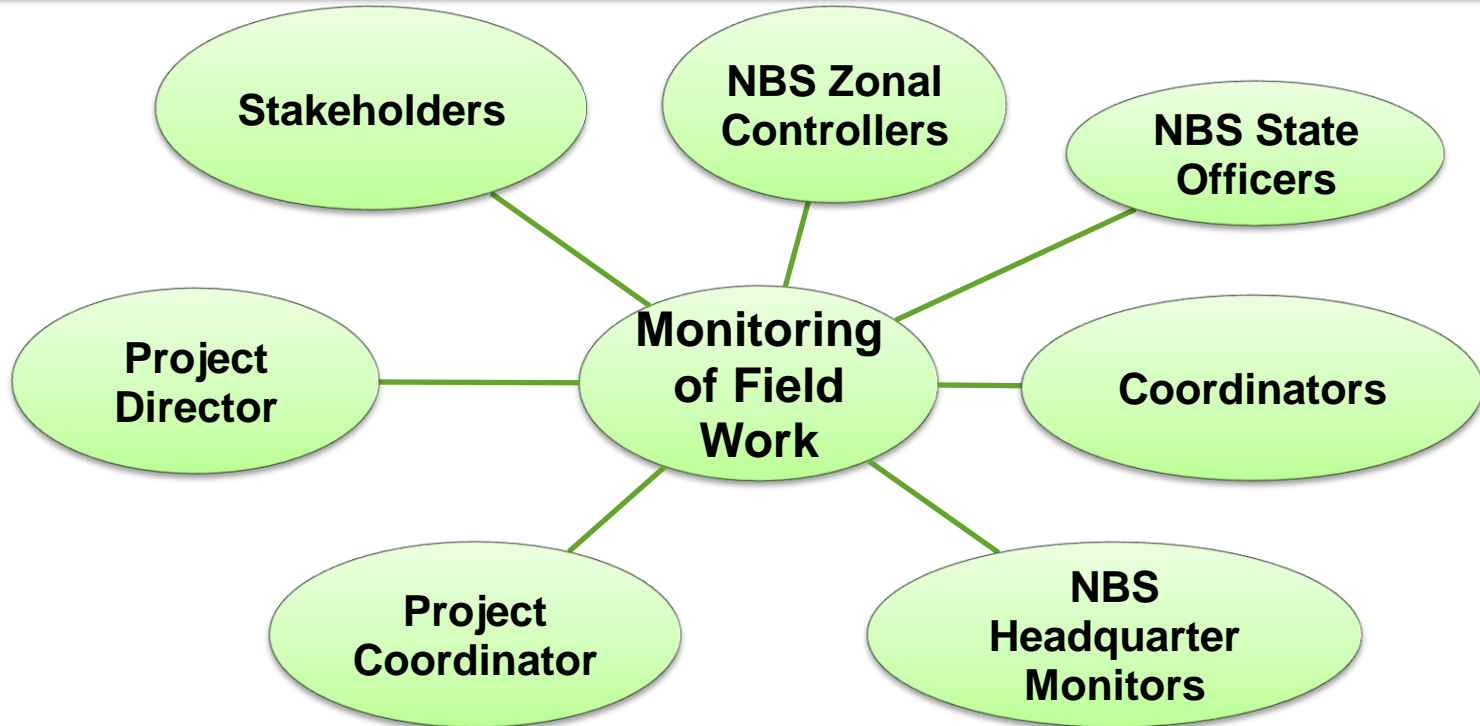 Stakeholders
NBS Zonal
Controllers
NBS State
Officers
Project
Director
Monitoring
of Field
Work
Coordinators
Project
Coordinator
NBS
Headquarter
Monitors